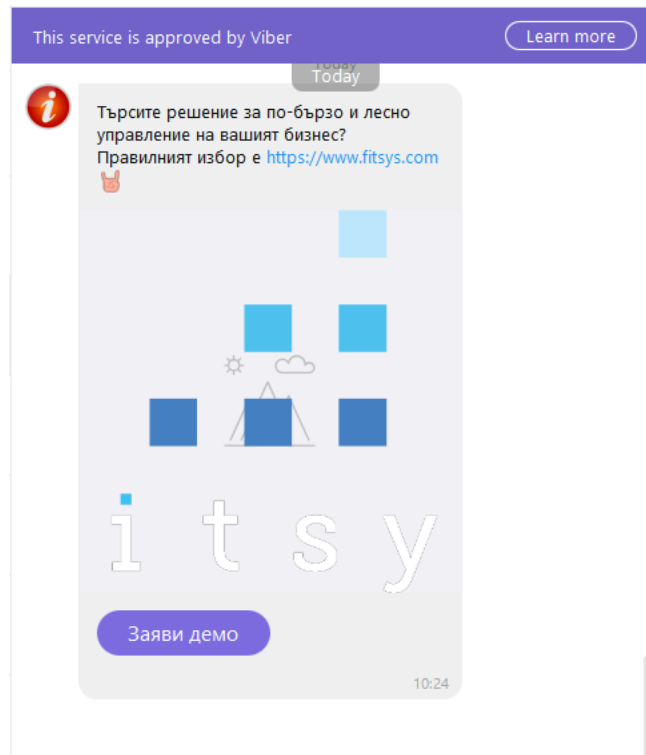 This service is approved by Viber
Learn more
Today
Today
Търсите решение за по-бързо и лесно
управление на вашият бизнес?
Правилният избор е https://www.fitsys.com
itsy
Заяви демо
10:24